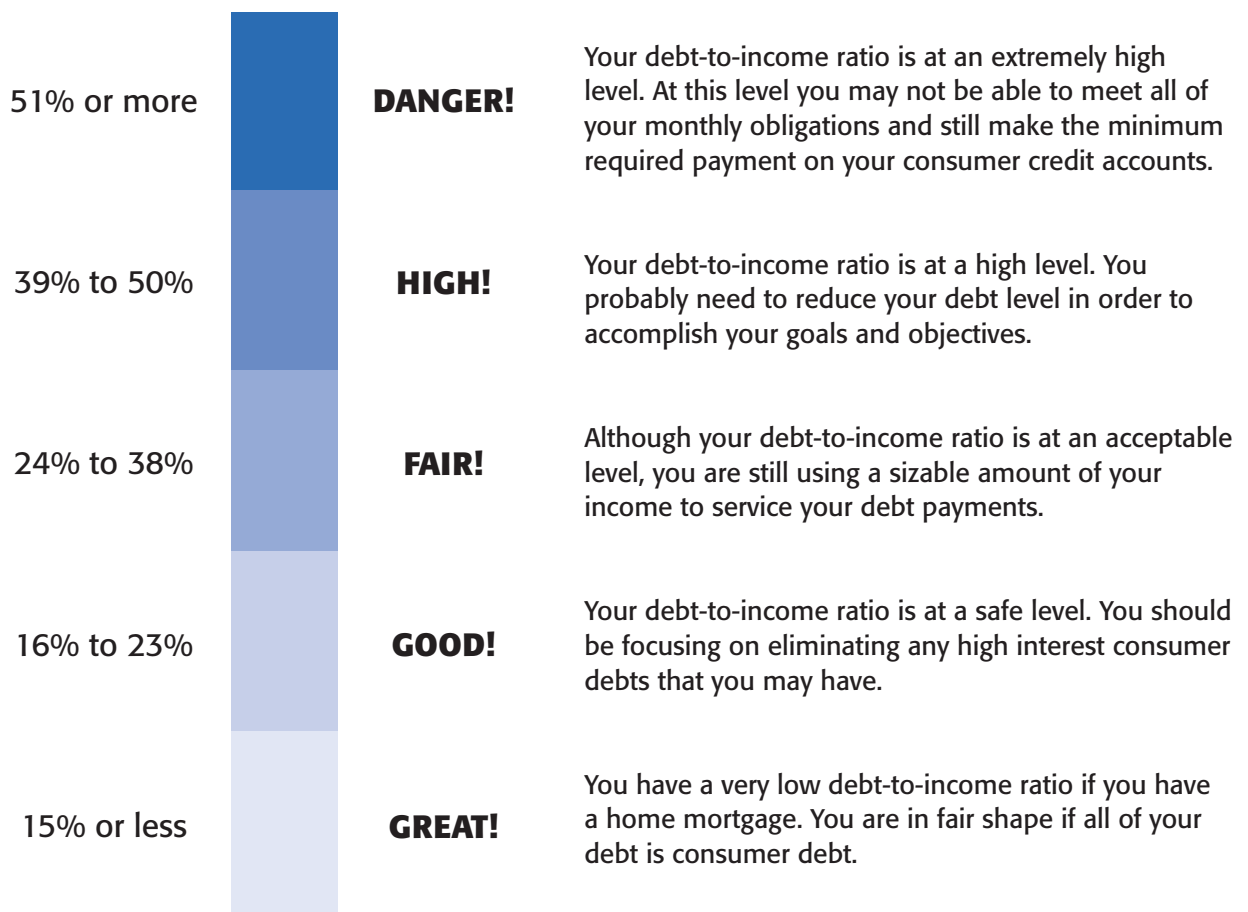 51% or more
DANGER!
Your debt-to-income ratio is at an extremely high
level. At this level you may not be able to meet all of
your monthly obligations and still make the minimum
required payment on your consumer credit accounts.
39% to 50%
HIGH!
Your debt-to-income ratio is at a high level. You
probably need to reduce your debt level in order to
accomplish your goals and objectives.
24% to 38%
FAIR!
Although your debt-to-income ratio is at an acceptable
level, you are still using a sizable amount of your
income to service your debt payments.
16% to 23%
GOOD!
Your debt-to-income ratio is at a safe level. You should
be focusing on eliminating any high interest consumer
debts that you may have.
15% or less
GREAT!
You have a very low debt-to-income ratio if you have
a home mortgage. You are in fair shape if all of your
debt is consumer debt.